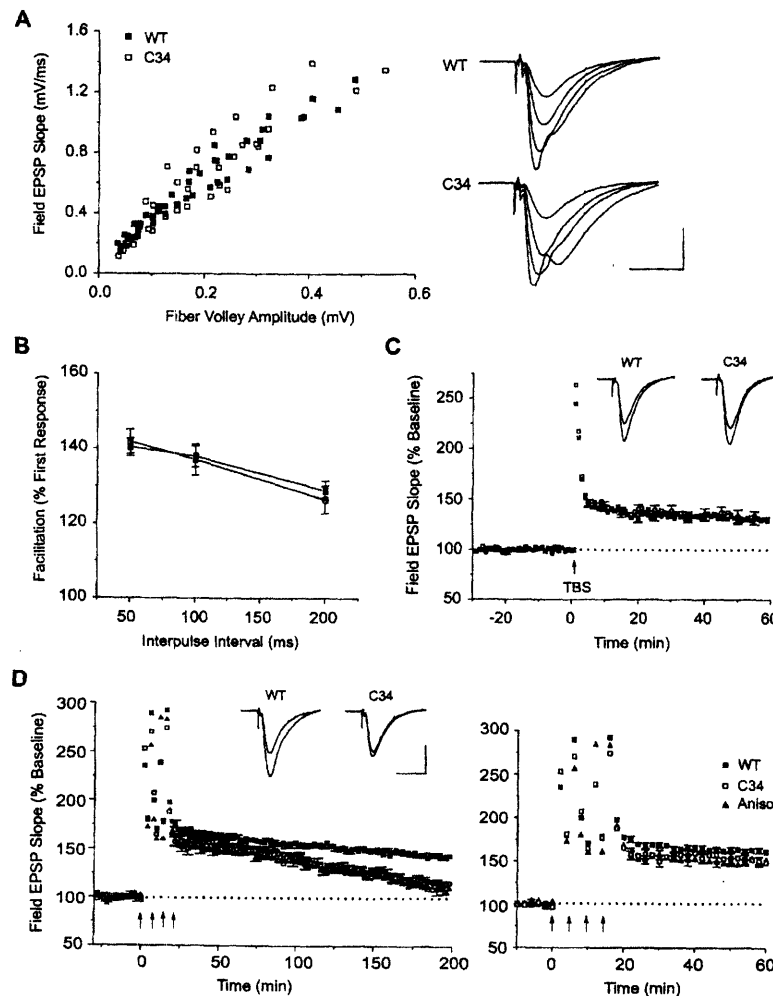 A
WT
C34
Field EPSP Slope (mV/ms)
1.6
1.2
0.8
0.4
0.0
0.0
0.2
0.4
0.6
Fiber Volley Amplitude (mV)
WT
C34
B
Facilitation (% First Response)
160
140
120
100
50
100
150
200
Interpulse Interval (ms)
C
WT
C34
Field EPSP Slope (% Baseline)
250
200
150
100
50
TBS
-20
0
20
40
60
Time (min)
D
WT
C34
Field EPSP Slope (% Baseline)
300
250
200
150
100
50
0
50
100
150
200
Time (min)
300
250
200
150
100
50
WT
C34
Aniso
0
20
40
60
Time (min)